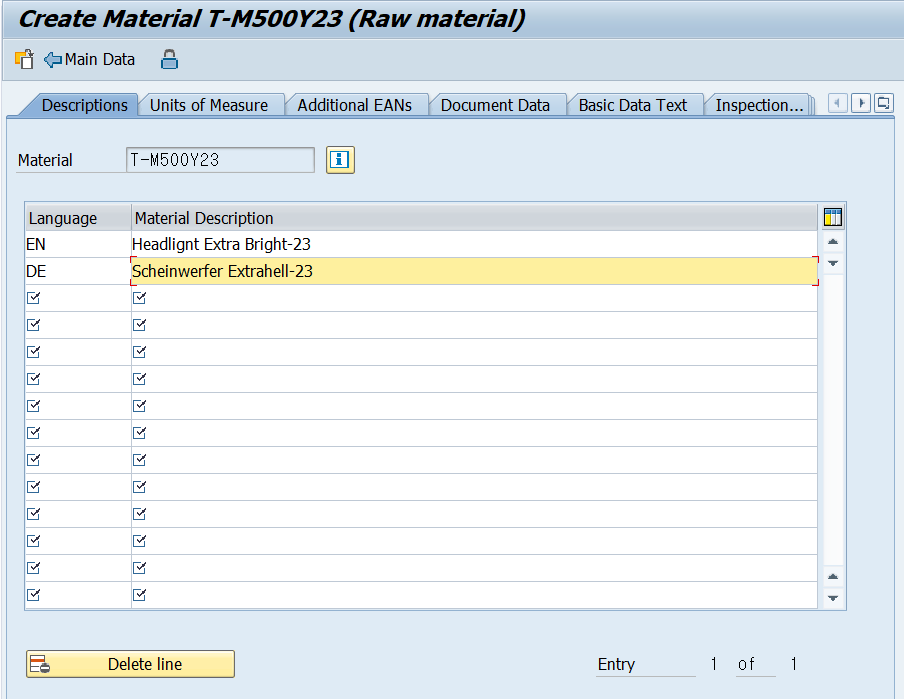 Create Material T-M500Y23 (Raw material)
Main Data
Descriptions Units of Measure Additional EANs Document Data Basic Data Text Inspection...
Material T-M500Y23
Language Material Description
EN Headlignt Extra Bright-23
DE Scheinwerfer Extrahell-23
Delete line Entry 1 of 1